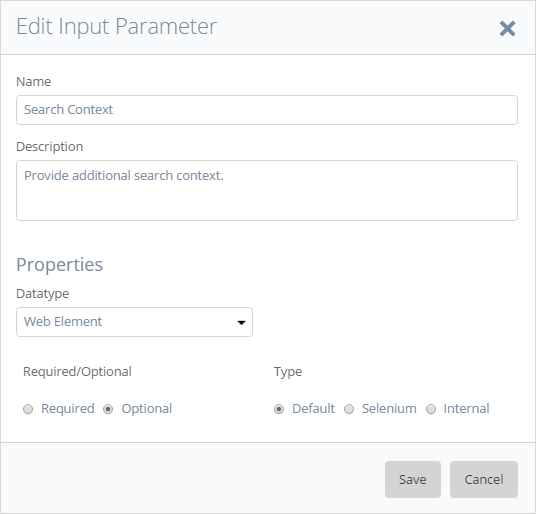 Edit Input Parameter
Name
Search Context
Description
Provide additional search context.
Properties
Datatype
Web Element
Required/Optional Type
Required Optional Default Selenium Internal
Save Cancel